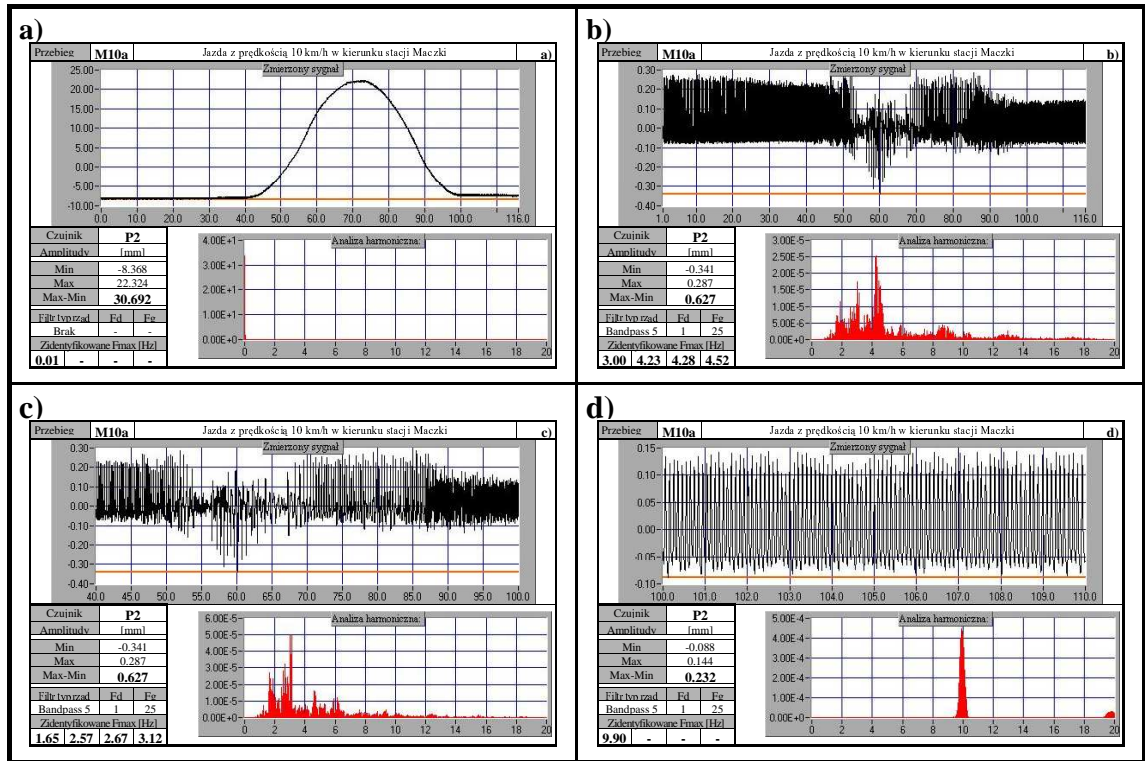 a)
Przebieg M10a Jazda z prędkością 10 km/h w kierunku stacji Maczki a)
Zmierzony sygnał
25.00
20.00
15.00
10.00
5.00
0.00
-5.00
-10.00
0.0 10.0 20.0 30.0 40.0 50.0 60.0 70.0 80.0 90.0 100.0 116.0
Czujnik P2
Amplitudy [mm]
Min -8.368
Max 22.324
Max-Min 30.692
Filtr typ rząd Fd Fg
Brak - -
Zidentyfikowane Fmax [Hz]
0.01 - - -
Analiza harmoniczna:
4.00E+1
3.00E+1
2.00E+1
1.00E+1
0.00E+0
0 2 4 6 8 10 12 14 16 18 20
b)
Przebieg M10a Jazda z prędkością 10 km/h w kierunku stacji Maczki b)
Zmierzony sygnał
0.30
0.20
0.10
0.00
-0.10
-0.20
-0.30
-0.40
1.0 10.0 20.0 30.0 40.0 50.0 60.0 70.0 80.0 90.0 100.0 116.0
Czujnik P2
Amplitudy [mm]
Min -0.341
Max 0.287
Max-Min 0.627
Filtr typ rząd Fd Fg
Bandpass 5 1 25
Zidentyfikowane Fmax [Hz]
3.00 4.23 4.28 4.52
Analiza harmoniczna:
3.00E-5
2.50E-5
2.00E-5
1.50E-5
1.00E-5
5.00E-6
0.00E+0
0 2 4 6 8 10 12 14 16 18 20
c)
Przebieg M10a Jazda z prędkością 10 km/h w kierunku stacji Maczki c)
Zmierzony sygnał
0.30
0.20
0.10
0.00
-0.10
-0.20
-0.30
-0.40
40.0 45.0 50.0 55.0 60.0 65.0 70.0 75.0 80.0 85.0 90.0 95.0 100.0
Czujnik P2
Amplitudy [mm]
Min -0.341
Max 0.287
Max-Min 0.627
Filtr typ rząd Fd Fg
Bandpass 5 1 25
Zidentyfikowane Fmax [Hz]
1.65 2.57 2.67 3.12
Analiza harmoniczna:
6.00E-5
5.00E-5
4.00E-5
3.00E-5
2.00E-5
1.00E-5
0.00E+0
0 2 4 6 8 10 12 14 16 18 20
d)
Przebieg M10a Jazda z prędkością 10 km/h w kierunku stacji Maczki d)
Zmierzony sygnał
0.15
0.10
0.05
0.00
-0.05
-0.10
100.0 101.0 102.0 103.0 104.0 105.0 106.0 107.0 108.0 109.0 110.0
Czujnik P2
Amplitudy [mm]
Min -0.088
Max 0.144
Max-Min 0.232
Filtr typ rząd Fd Fg
Bandpass 5 1 25
Zidentyfikowane Fmax [Hz]
9.90 - - -
Analiza harmoniczna:
5.00E-4
4.00E-4
3.00E-4
2.00E-4
1.00E-4
0.00E+0
0 2 4 6 8 10 12 14 16 18 20